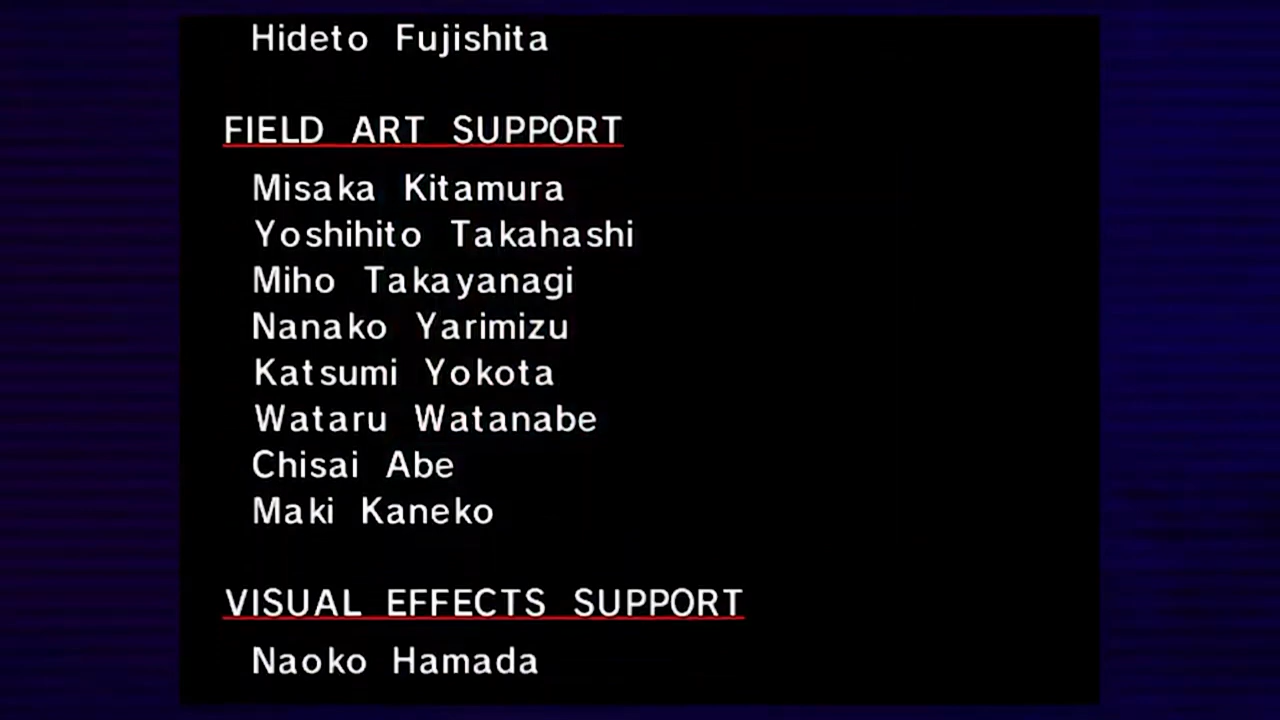 Hideto Fujishita
FIELD ART SUPPORT
Misaka Kitamura
Yoshihito Takahashi
Miho Takayanagi
Nanako Yarimizu
Katsumi Yokota
Wataru Watanabe
Chisai Abe
Maki Kaneko
VISUAL EFFECTS SUPPORT
Naoko Hamada